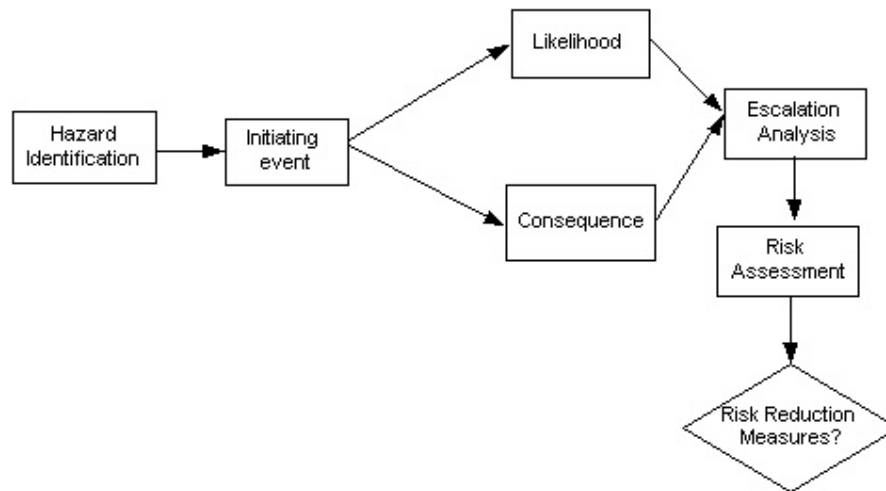 Hazard
Identification
Initiating
event
Likelihood
Consequence
Escalation
Analysis
Risk
Assessment
Risk Reduction
Measures?